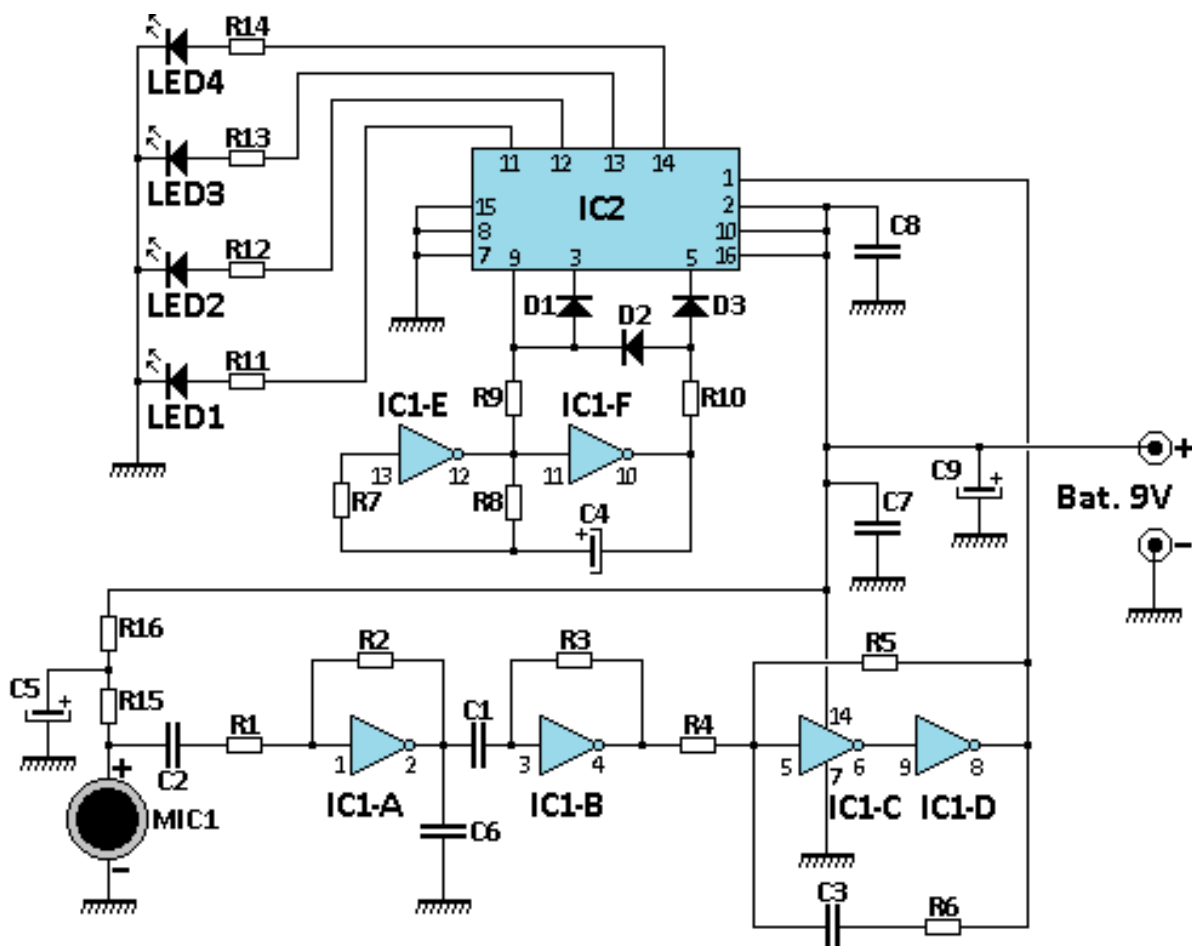 R14
LED4
R13
LED3
R12
LED2
R11
LED1
11 12 13 14
1
15 IC2 2
8 10
7 9 3 5 16
C8
D1 D2 D3
R9 R10
IC1-E IC1-F
13 12 11 10
R7 R8
C4
+
C9
+
C7
+
Bat. 9V
-
R16
C5
+
R15
R2 R3 R5
R1 C1 R4
C2
+
MIC1
-
1 2
IC1-A
3 4
IC1-B
C6
14
5 6
7
IC1-C
9 8
IC1-D
C3 R6